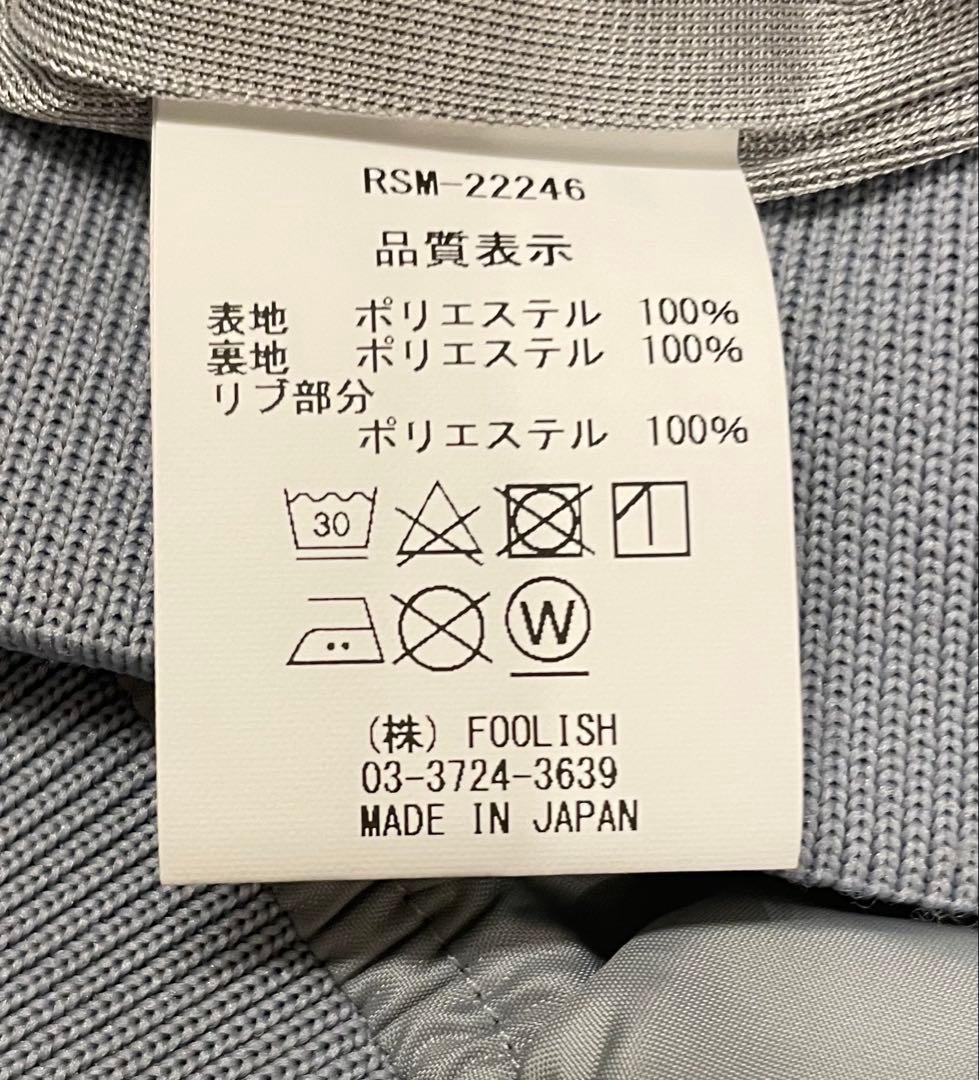 RSM-22246
品質表示
表地 ポリエステル 100%
裏地 ポリエステル 100%
リブ部分
ポリエステル 100%
30
W
(株) FOOLISH
03-3724-3639
MADE IN JAPAN